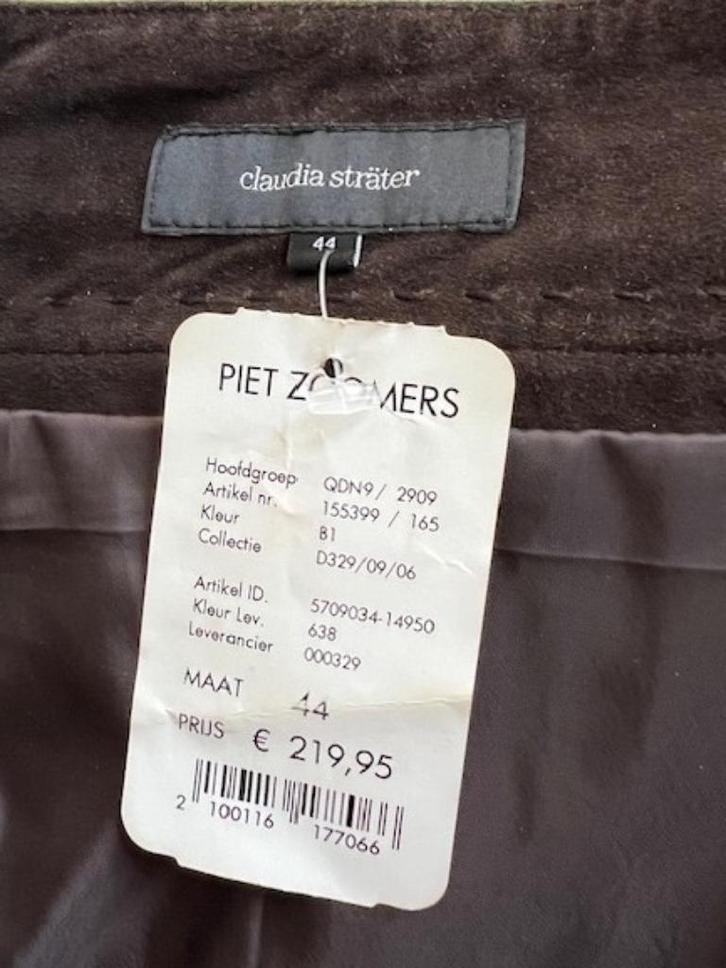 claudia sträter
44
PIET ZOOMERS
Hoofdgroep QDN9/ 2909
Artikel nr. 155399 / 165
Kleur B1
Collectie D329/09/06
Artikel ID. 5709034-14950
Kleur Lev. 638
Leverancier 000329
MAAT 44
PRIJS € 219,95
2 100116 177066